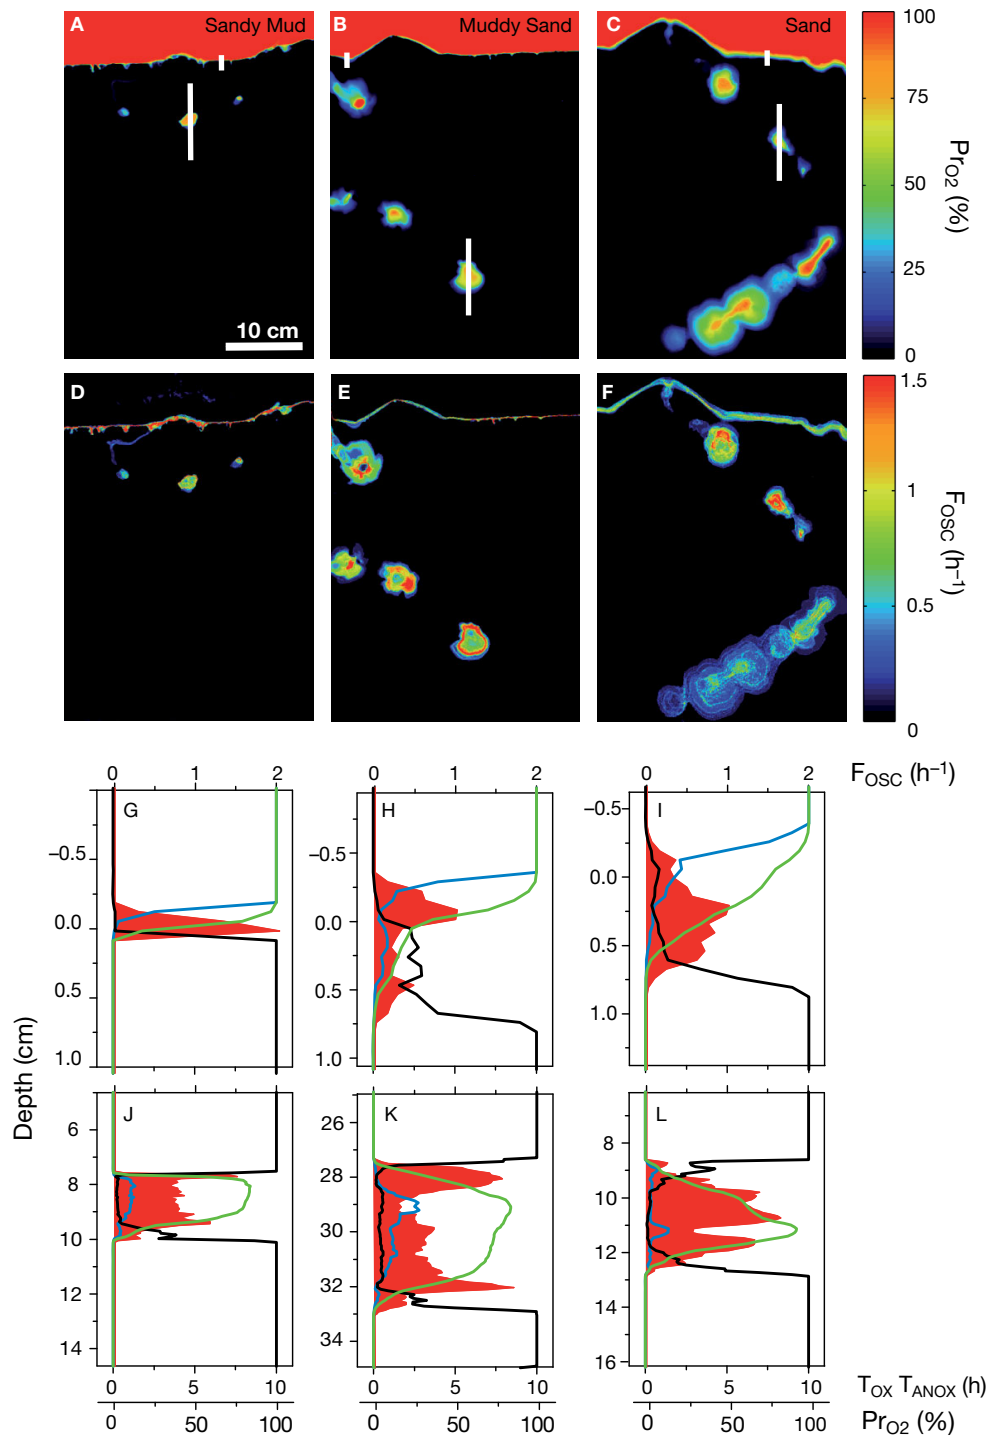 A Sandy Mud
B Muddy Sand
C Sand
100
75
50
25
0
PrO2 (%)
10 cm
D
E
F
1.5
1
0.5
0
FOSC (h–1)
0 1 2
0 1 2
0 1 2
FOSC (h–1)
G
H
I
–0.5
0.0
0.5
1.0
–0.5
0.0
0.5
1.0
–0.5
0.0
0.5
1.0
Depth (cm)
J
K
L
6
8
10
12
14
26
28
30
32
34
8
10
12
14
16
0 5 10
0 5 10
0 5 10
TOX TANOX (h)
0 50 100
0 50 100
0 50 100
PrO2 (%)